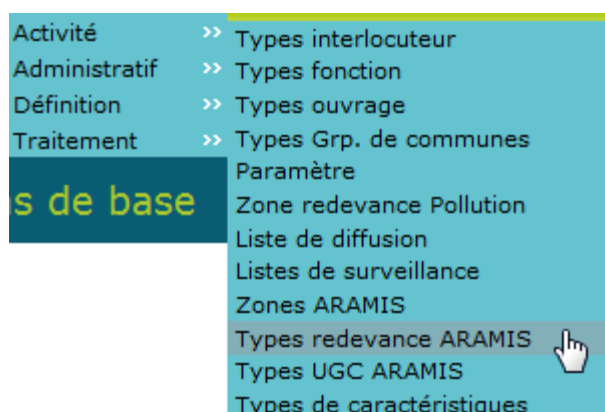 Activité >>
Administratif >>
Définition >>
Traitement >>
s de base
Types interlocuteur
Types fonction
Types ouvrage
Types Grp. de communes
Paramètre
Zone redevance Pollution
Liste de diffusion
Listes de surveillance
Zones ARAMIS
Types redevance ARAMIS
Types UGC ARAMIS
Types de caractéristiques